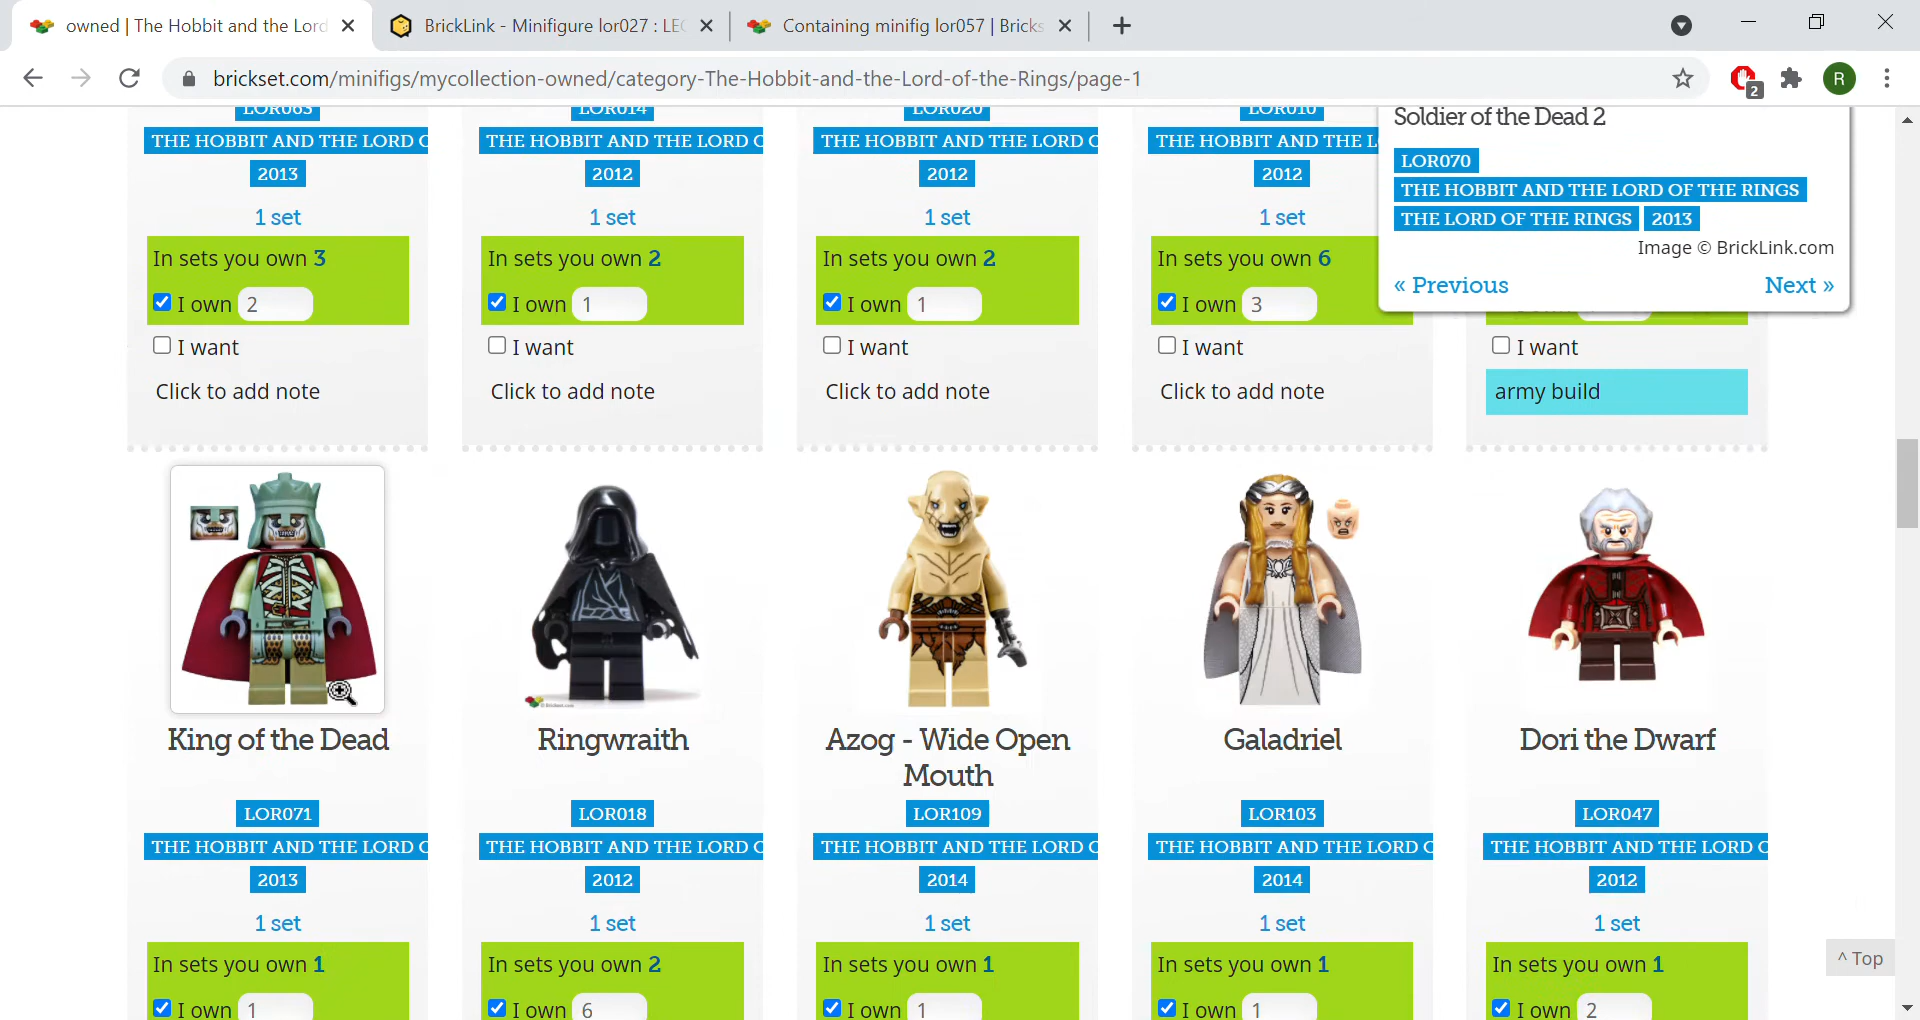 owned | The Hobbit and the Lord
BrickLink - Minifigure lor027 : LEG
Containing minifig lor057 | Bricks
brickset.com/minifigs/mycollection-owned/category-The-Hobbit-and-the-Lord-of-the-Rings/page-1
2
R
LOR063 LOR014 LOR020 LOR010
THE HOBBIT AND THE LORD O THE HOBBIT AND THE LORD O THE HOBBIT AND THE LORD O THE HOBBIT AND THE L
2013 2012 2012 2012
1 set 1 set 1 set 1 set
In sets you own 3 In sets you own 2 In sets you own 2 In sets you own 6
I own 2 I own 1 I own 1 I own 3
I want I want I want I want I want
Click to add note Click to add note Click to add note Click to add note army build
Soldier of the Dead 2
LOR070
THE HOBBIT AND THE LORD OF THE RINGS
THE LORD OF THE RINGS 2013
Image © BrickLink.com
« Previous Next »
King of the Dead Ringwraith Azog - Wide Open Mouth Galadriel Dori the Dwarf
LOR071 LOR018 LOR109 LOR103 LOR047
THE HOBBIT AND THE LORD O THE HOBBIT AND THE LORD O THE HOBBIT AND THE LORD O THE HOBBIT AND THE LORD O THE HOBBIT AND THE LORD O
2013 2012 2014 2014 2012
1 set 1 set 1 set 1 set 1 set
In sets you own 1 In sets you own 2 In sets you own 1 In sets you own 1 In sets you own 1
I own 1 I own 6 I own 1 I own 1 I own 2
^ Top